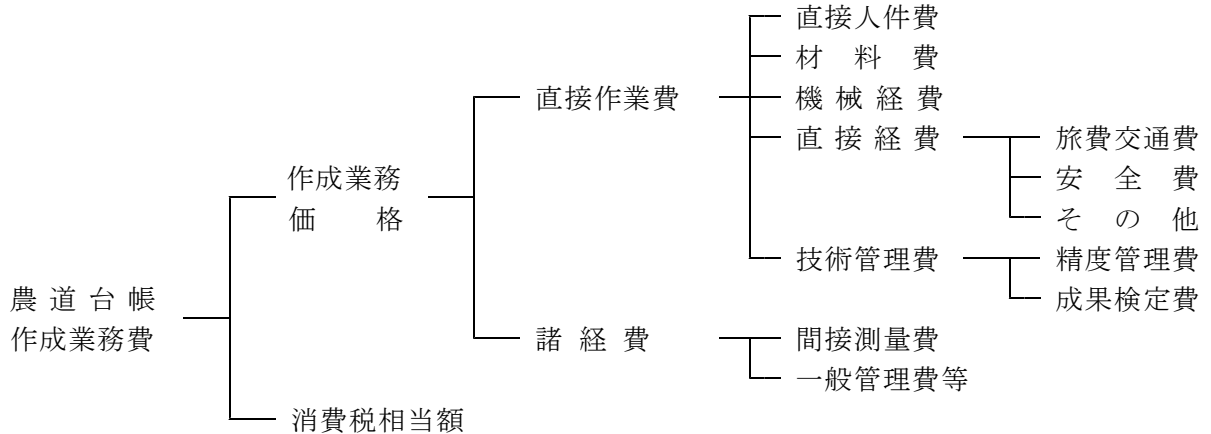 直接人件費
材料費
直接作業費 機械経費
直接経費 旅費交通費
作成業務 安全費
価格 その他
技術管理費 精度管理費
農道台帳 成果検定費
作成業務費 諸経費 間接測量費
一般管理費等
消費税相当額